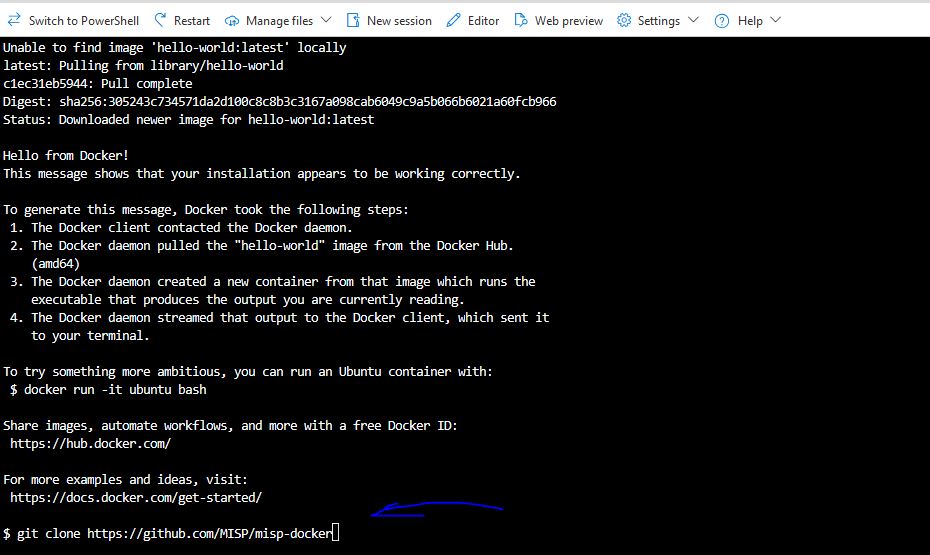 Switch to PowerShell Restart Manage files New session Editor Web preview Settings Help
Unable to find image 'hello-world:latest' locally
latest: Pulling from library/hello-world
c1ec31eb5944: Pull complete
Digest: sha256:305243c734571da2d100c8c8b3c3167a098cab6049c9a5b066b6021a60fcb966
Status: Downloaded newer image for hello-world:latest

Hello from Docker!
This message shows that your installation appears to be working correctly.

To generate this message, Docker took the following steps:
 1. The Docker client contacted the Docker daemon.
 2. The Docker daemon pulled the "hello-world" image from the Docker Hub.
    (amd64)
 3. The Docker daemon created a new container from that image which runs the
    executable that produces the output you are currently reading.
 4. The Docker daemon streamed that output to the Docker client, which sent it
    to your terminal.

To try something more ambitious, you can run an Ubuntu container with:
 $ docker run -it ubuntu bash

Share images, automate workflows, and more with a free Docker ID:
 https://hub.docker.com/

For more examples and ideas, visit:
 https://docs.docker.com/get-started/

$ git clone https://github.com/MISP/misp-docker